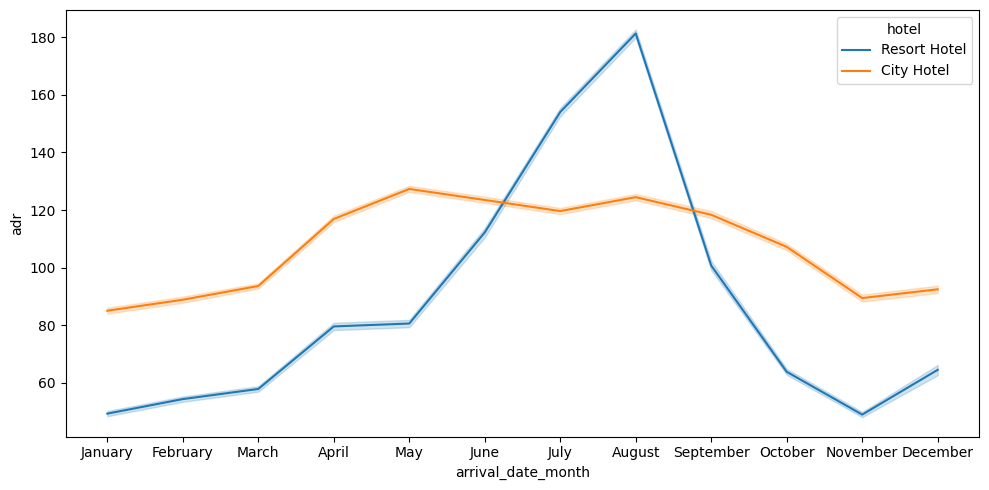 hotel
Resort Hotel
City Hotel
adr
180
160
140
120
100
80
60
January February March April May June July August September October November December
arrival_date_month